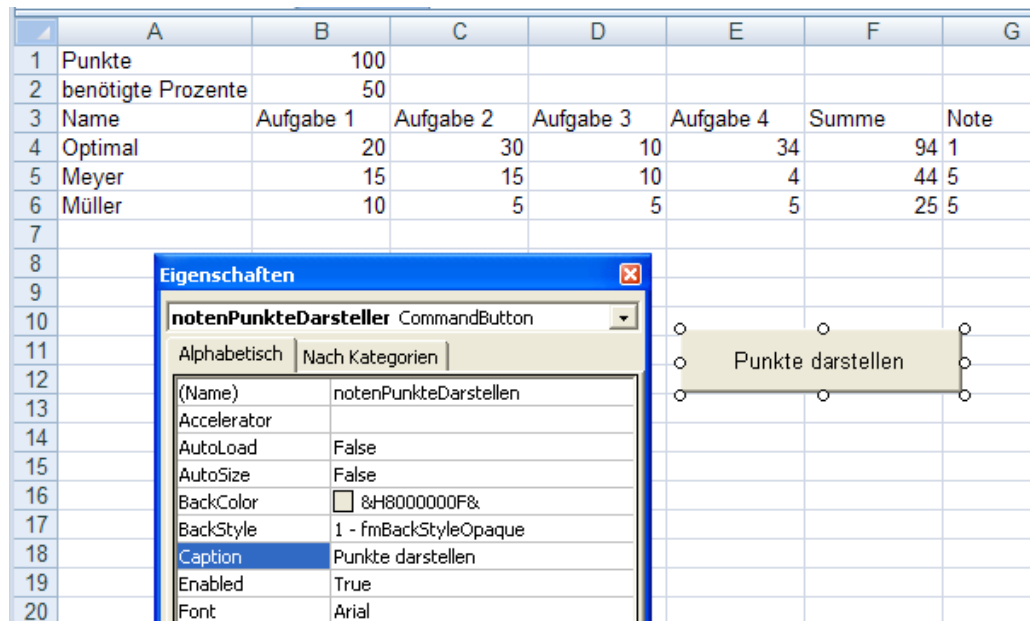 A B C D E F G
1 Punkte 100
2 benötigte Prozente 50
3 Name Aufgabe 1 Aufgabe 2 Aufgabe 3 Aufgabe 4 Summe Note
4 Optimal 20 30 10 34 94 1
5 Meyer 15 15 10 4 44 5
6 Müller 10 5 5 5 25 5
7
8
Eigenschaften
9
10
notenPunkteDarsteller CommandButton
11
Alphabetisch Nach Kategorien
Punkte darstellen
12
(Name) notenPunkteDarstellen
13
Accelerator
14
AutoLoad False
15
AutoSize False
16
BackColor &H8000000F&
17
BackStyle 1 - fmBackStyleOpaque
18
Caption Punkte darstellen
19
Enabled True
20
Font Arial